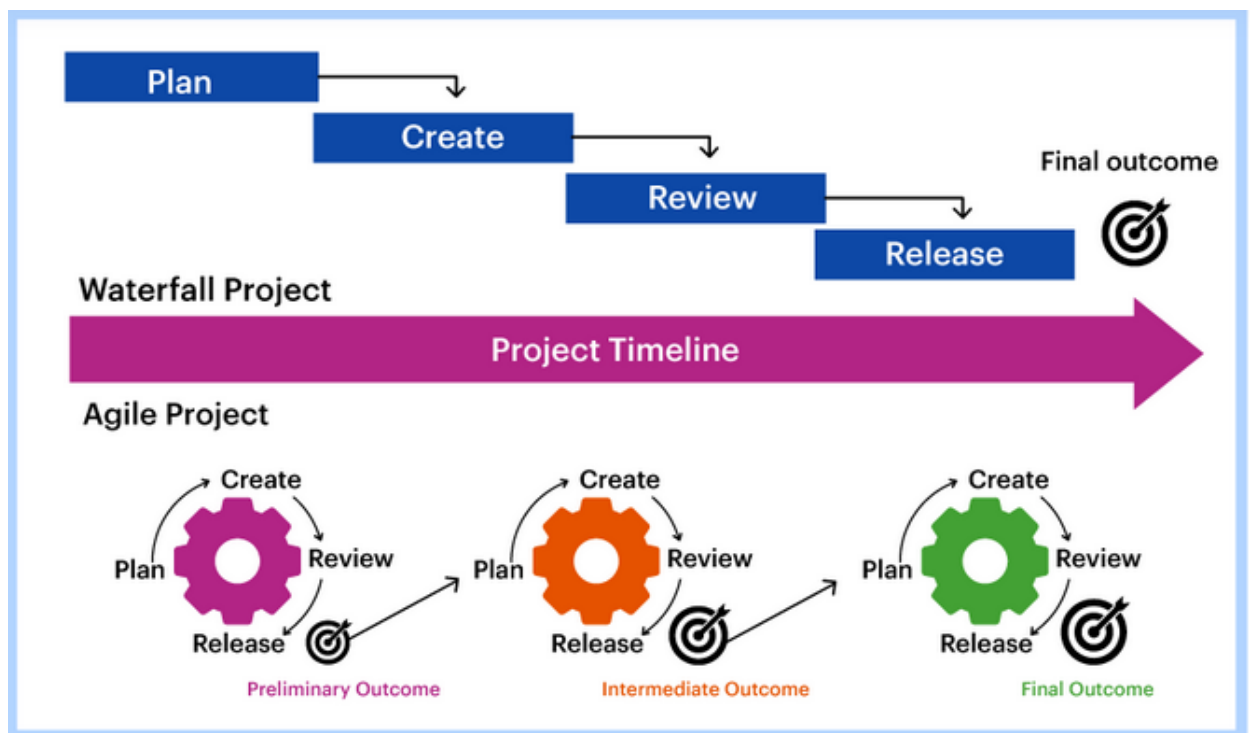 Plan
Create
Review
Release
Final outcome
Waterfall Project
Project Timeline
Agile Project
Create
Plan
Review
Release
Preliminary Outcome
Create
Plan
Review
Release
Intermediate Outcome
Create
Plan
Review
Release
Final Outcome